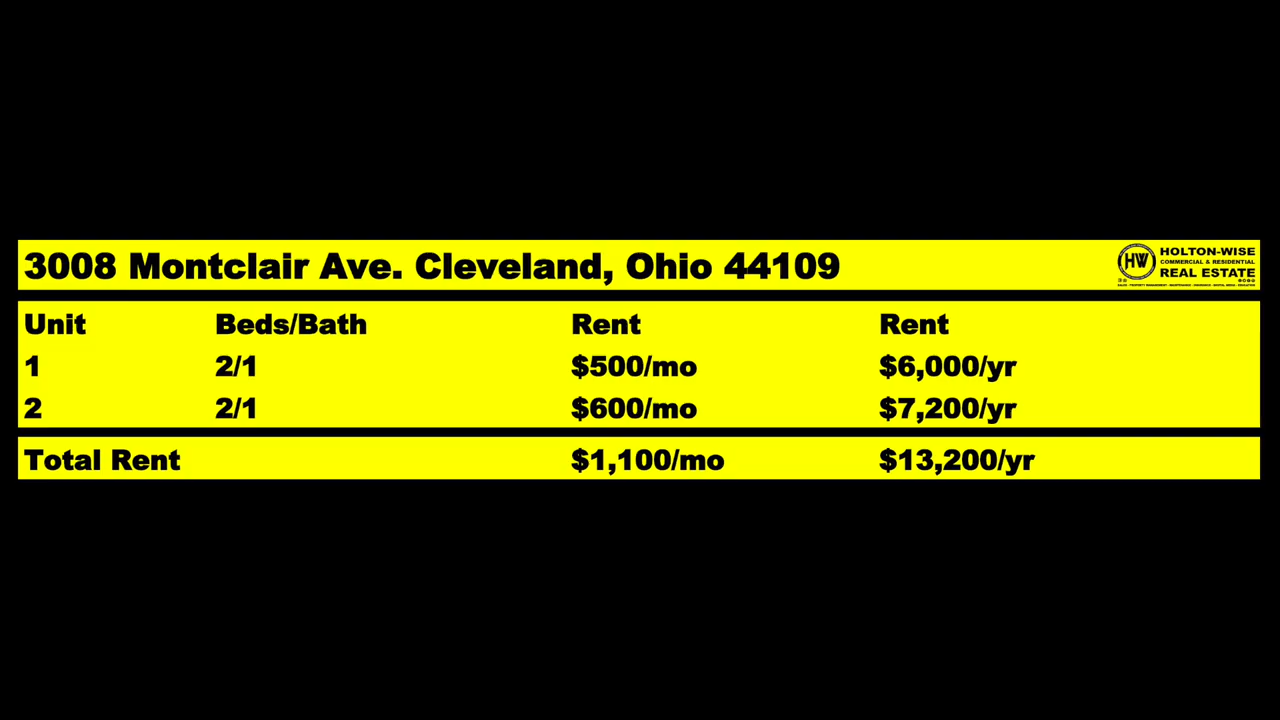 3008 Montclair Ave. Cleveland, Ohio 44109
HW
HOLTON-WISE
COMMERCIAL & RESIDENTIAL
REAL ESTATE
Unit Beds/Bath Rent Rent
1 2/1 $500/mo $6,000/yr
2 2/1 $600/mo $7,200/yr
Total Rent $1,100/mo $13,200/yr